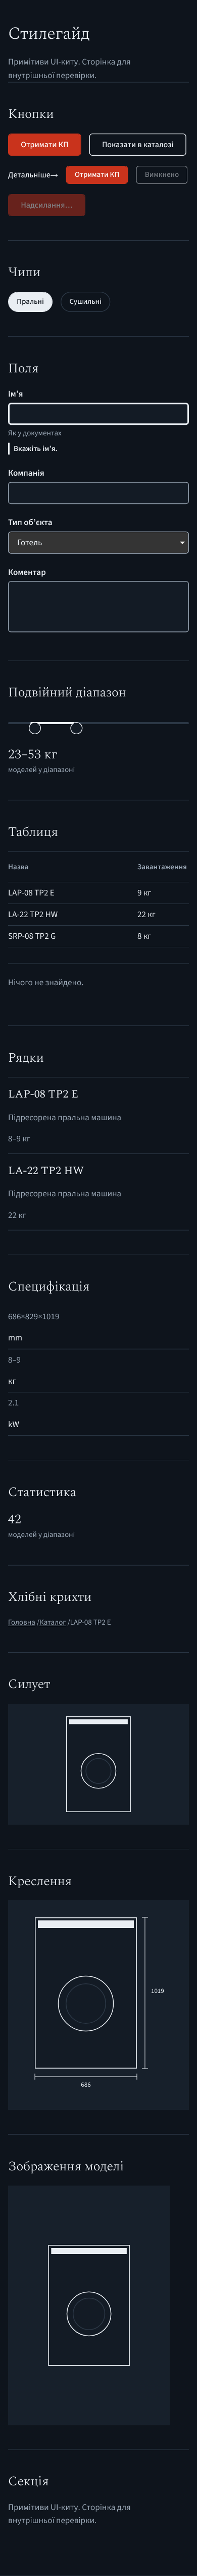 Стилегайд
Примітиви UI-киту. Сторінка для
внутрішньої перевірки.
Кнопки
Отримати КП
Показати в каталозі
Детальніше→
Отримати КП
Вимкнено
Надсилання…
Чипи
Пральні
Сушильні
Поля
Ім’я
Як у документах
Вкажіть ім’я.
Компанія
Тип об’єкта
Готель
Коментар
Подвійний діапазон
23–53 кг
моделей у діапазоні
Таблиця
Назва Завантаження
LAP-08 TP2 E 9 кг
LA-22 TP2 HW 22 кг
SRP-08 TP2 G 8 кг
Нічого не знайдено.
Рядки
LAP-08 TP2 E
Підресорена пральна машина
8–9 кг
LA-22 TP2 HW
Підресорена пральна машина
22 кг
Специфікація
686×829×1019
mm
8–9
кг
2.1
kW
Статистика
42
моделей у діапазоні
Хлібні крихти
Головна /Каталог /LAP-08 TP2 E
Силует
Креслення
1019
686
Зображення моделі
Секція
Примітиви UI-киту. Сторінка для
внутрішньої перевірки.